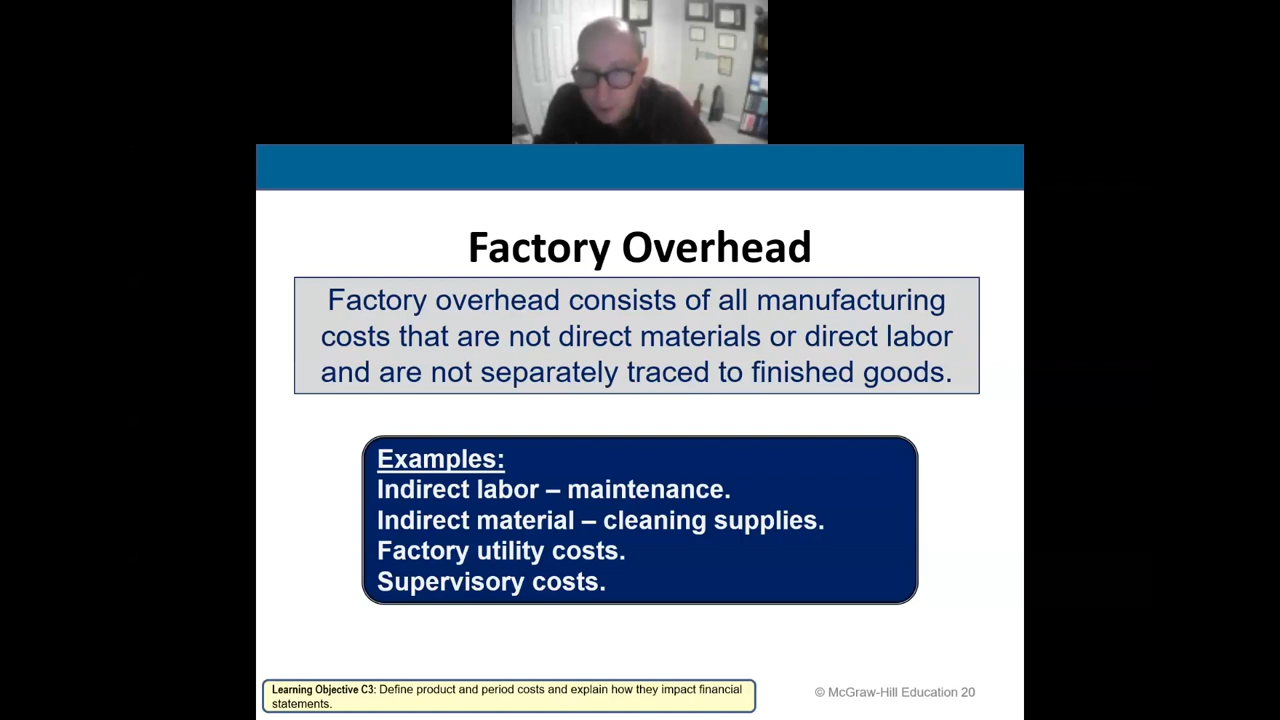 Factory Overhead
Factory overhead consists of all manufacturing
costs that are not direct materials or direct labor
and are not separately traced to finished goods.
Examples:
Indirect labor – maintenance.
Indirect material – cleaning supplies.
Factory utility costs.
Supervisory costs.
Learning Objective C3: Define product and period costs and explain how they impact financial
statements.
© McGraw-Hill Education 20